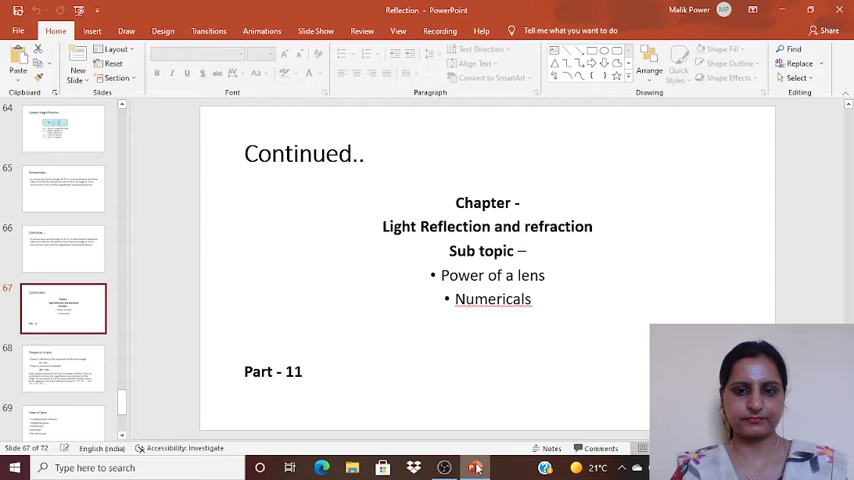 Reflection - PowerPoint
Malik Power
MP
File
Home
Insert
Draw
Design
Transitions
Animations
Slide Show
Review
View
Recording
Help
Tell me what you want to do
Share
Paste
Clipboard
New
Slide
Layout
Reset
Section
Slides
B
I
U
S
abc
AV
Aa
A
Font
Text Direction
Align Text
Convert to SmartArt
Paragraph
Arrange
Quick
Styles
Shape Fill
Shape Outline
Shape Effects
Drawing
Find
Replace
Select
Editing
64
65
66
67
68
69
Continued..
Chapter -
Light Reflection and refraction
Sub topic –
• Power of a lens
• Numericals
Part - 11
Slide 67 of 72
English (India)
Accessibility: Investigate
Notes
Comments
Type here to search
21°C